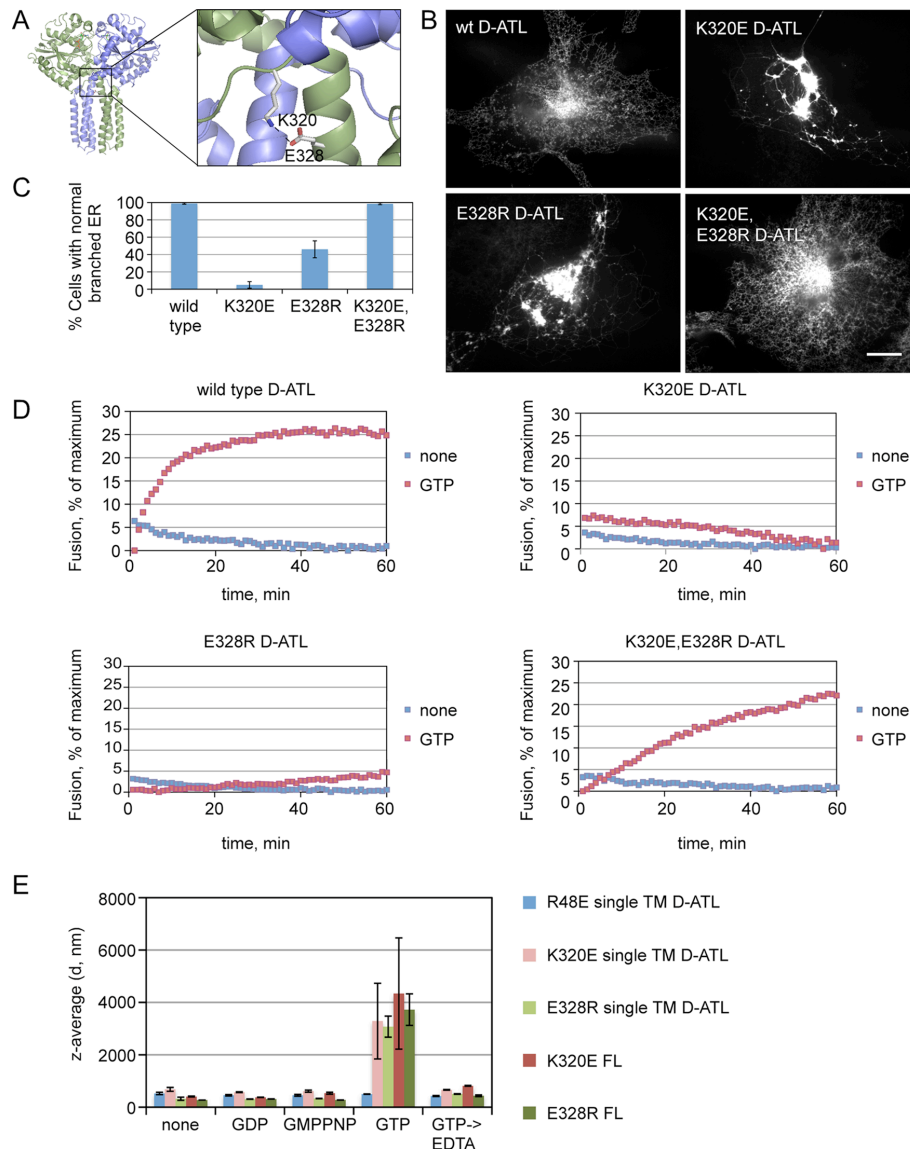 A
K320
E328
B
wt D-ATL
K320E D-ATL
E328R D-ATL
K320E,
E328R D-ATL
C
% Cells with normal
branched ER
100
80
60
40
20
0
wild
type
K320E
E328R
K320E,
E328R
D
wild type D-ATL
Fusion, % of maximum
30
25
20
15
10
5
0
0
20
40
60
time, min
none
GTP
K320E D-ATL
Fusion, % of maximum
30
25
20
15
10
5
0
0
20
40
60
time, min
none
GTP
E328R D-ATL
Fusion, % of maximum
30
25
20
15
10
5
0
0
20
40
60
time, min
none
GTP
K320E,E328R D-ATL
Fusion, % of maximum
30
25
20
15
10
5
0
0
20
40
60
time, min
none
GTP
E
z-average (d, nm)
8000
6000
4000
2000
0
none
GDP
GMPPNP
GTP
GTP->
EDTA
R48E single TM D-ATL
K320E single TM D-ATL
E328R single TM D-ATL
K320E FL
E328R FL